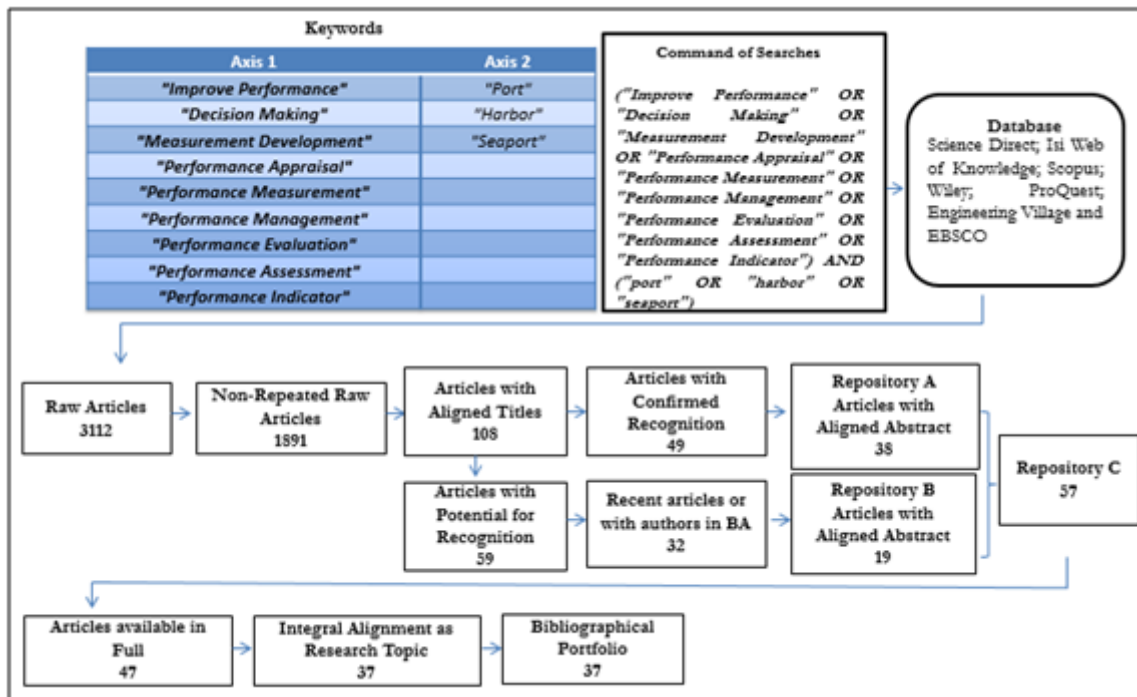 Keywords
Axis 1 Axis 2
"Improve Performance" "Port"
"Decision Making" "Harbor"
"Measurement Development" "Seaport"
"Performance Appraisal"
"Performance Measurement"
"Performance Management"
"Performance Evaluation"
"Performance Assessment"
"Performance Indicator"
Command of Searches
("Improve Performance" OR
"Decision Making" OR
"Measurement Development"
OR "Performance Appraisal" OR
"Performance Measurement" OR
"Performance Management" OR
"Performance Evaluation" OR
"Performance Assessment" OR
"Performance Indicator") AND
("port" OR "harbor" OR
"seaport")
Database
Science Direct; Isi Web
of Knowledge; Scopus;
Wiley; ProQuest;
Engineering Village and
EBSCO
Raw Articles
3112
Non-Repeated Raw
Articles
1891
Articles with
Aligned Titles
108
Articles with
Confirmed
Recognition
49
Repository A
Articles with
Aligned Abstract
38
Articles with
Potential for
Recognition
59
Recent articles or
with authors in BA
32
Repository B
Articles with
Aligned Abstract
19
Repository C
57
Articles available in
Full
47
Integral Alignment as
Research Topic
37
Bibliographical
Portfolio
37